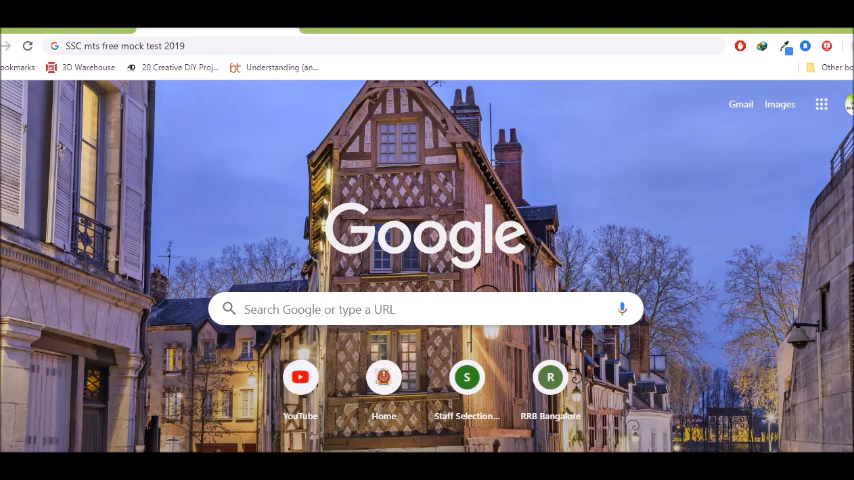 SSC mts free mock test 2019
ookmarks 3D Warehouse 20 Creative DIY Proj... bt Understanding (an...
Other bo
Gmail Images
Google
Search Google or type a URL
YouTube Home Staff Selection... RRB Bangalore
S R